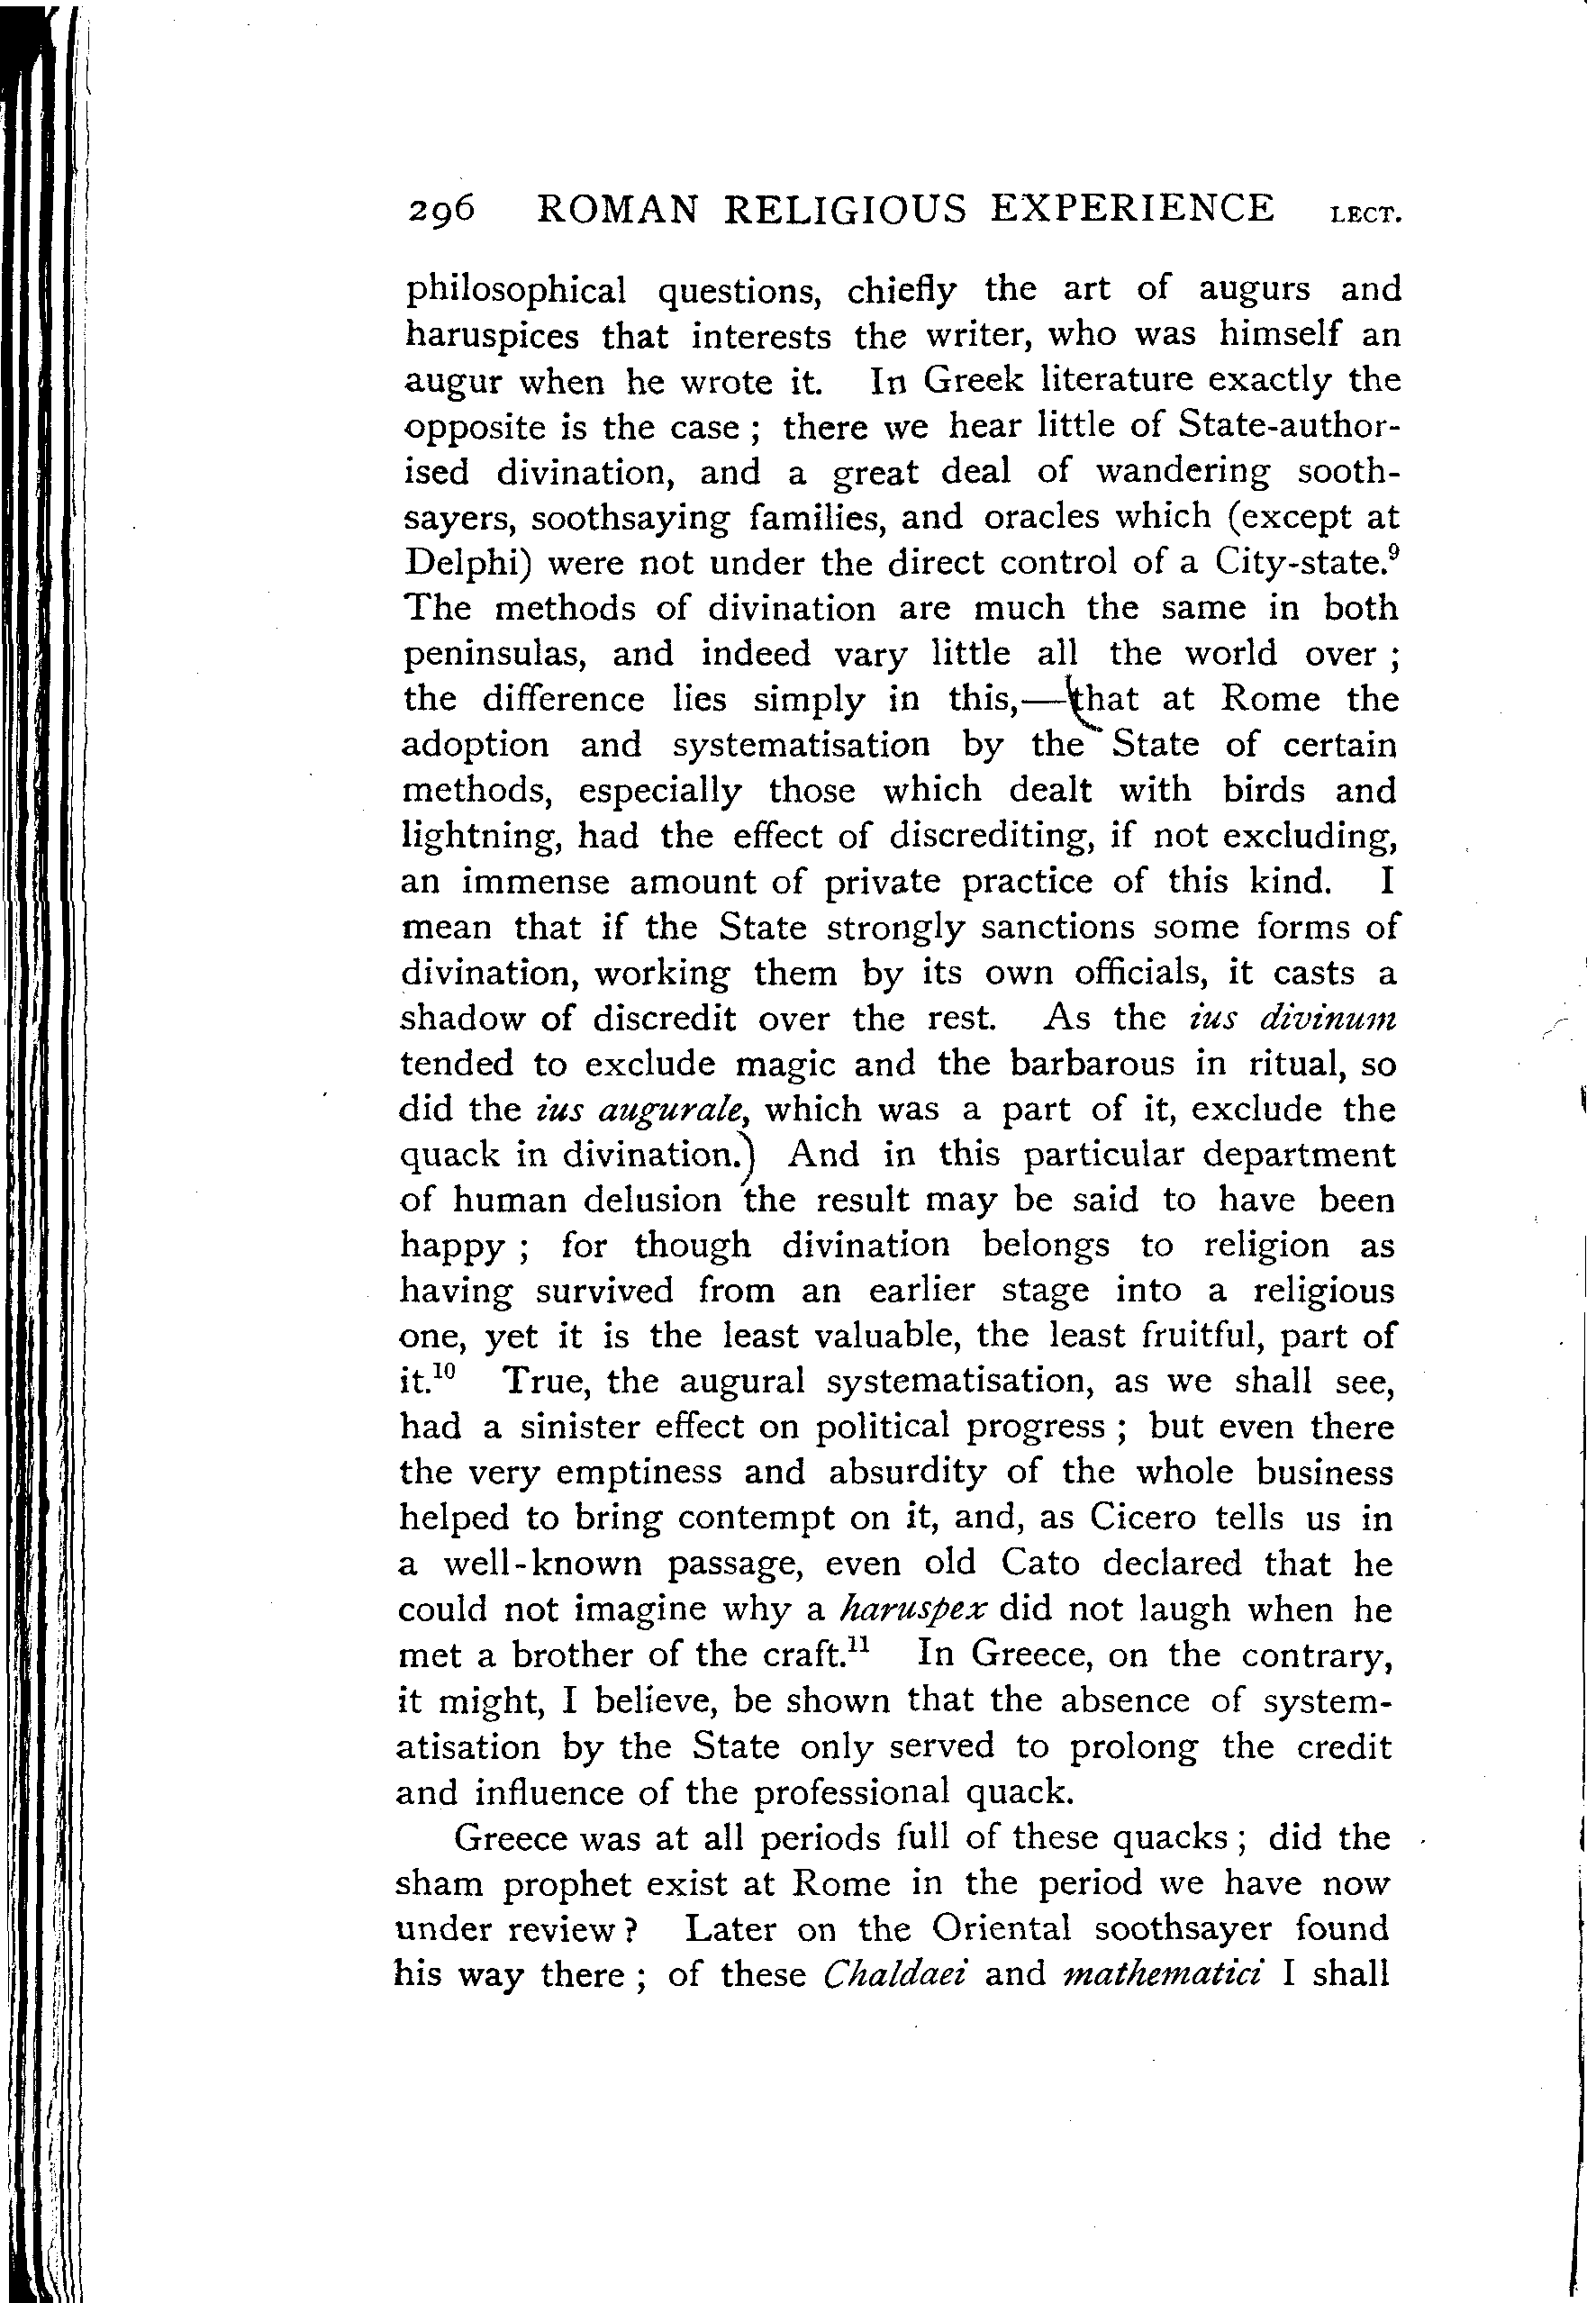 296 ROMAN RELIGIOUS EXPERIENCE LECT.
philosophical questions, chiefly the art of augurs and
haruspices that interests the writer, who was himself an
augur when he wrote it. In Greek literature exactly the
opposite is the case ; there we hear little of State-author-
ised divination, and a great deal of wandering sooth-
sayers, soothsaying families, and oracles which (except at
Delphi) were not under the direct control of a City-state.⁹
The methods of divination are much the same in both
peninsulas, and indeed vary little all the world over ;
the difference lies simply in this,—that at Rome the
adoption and systematisation by the State of certain
methods, especially those which dealt with birds and
lightning, had the effect of discrediting, if not excluding,
an immense amount of private practice of this kind. I
mean that if the State strongly sanctions some forms of
divination, working them by its own officials, it casts a
shadow of discredit over the rest. As the ius divinum
tended to exclude magic and the barbarous in ritual, so
did the ius augurale, which was a part of it, exclude the
quack in divination.) And in this particular department
of human delusion the result may be said to have been
happy ; for though divination belongs to religion as
having survived from an earlier stage into a religious
one, yet it is the least valuable, the least fruitful, part of
it.¹⁰ True, the augural systematisation, as we shall see,
had a sinister effect on political progress ; but even there
the very emptiness and absurdity of the whole business
helped to bring contempt on it, and, as Cicero tells us in
a well-known passage, even old Cato declared that he
could not imagine why a haruspex did not laugh when he
met a brother of the craft.¹¹ In Greece, on the contrary,
it might, I believe, be shown that the absence of system-
atisation by the State only served to prolong the credit
and influence of the professional quack.
Greece was at all periods full of these quacks ; did the
sham prophet exist at Rome in the period we have now
under review ? Later on the Oriental soothsayer found
his way there ; of these Chaldaei and mathematici I shall